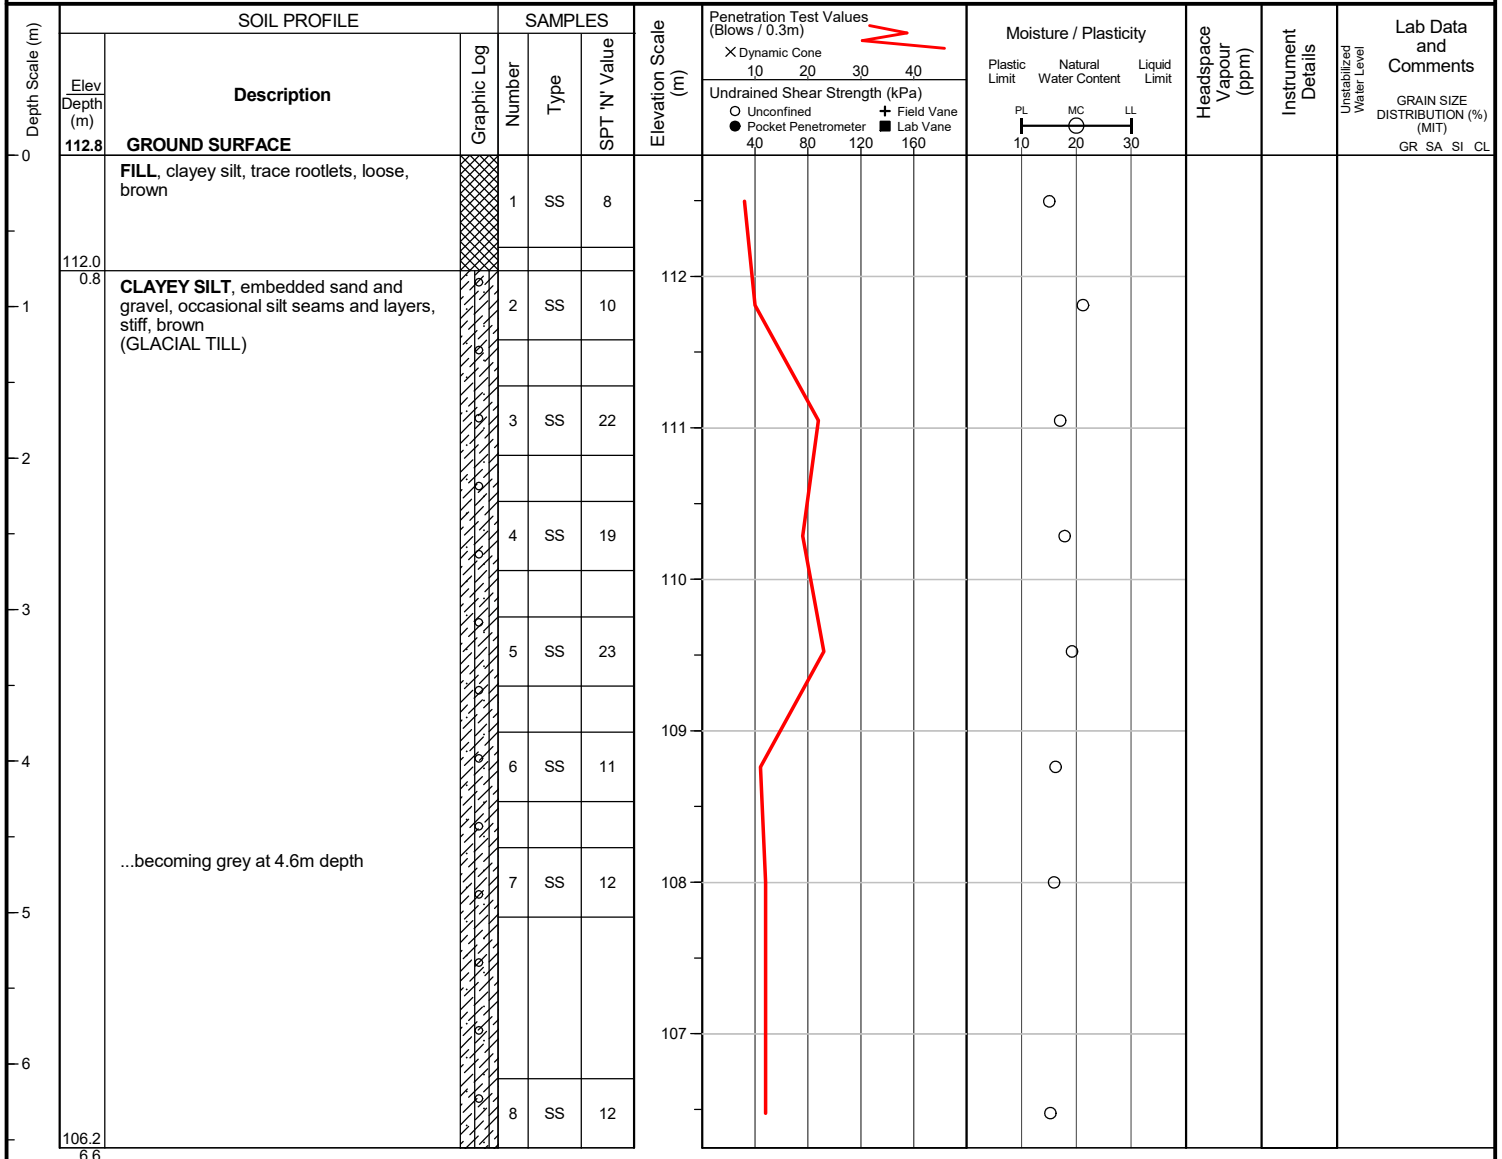 Depth Scale (m)
SOIL PROFILE
Elev
Depth
(m)
Description
Graphic Log
112.8 GROUND SURFACE
SAMPLES
Number
Type
SPT 'N' Value
Elevation Scale
(m)
Penetration Test Values
(Blows / 0.3m)
Dynamic Cone
10 20 30 40
Undrained Shear Strength (kPa)
Unconfined Field Vane
Pocket Penetrometer Lab Vane
40 80 120 160
Moisture / Plasticity
Plastic Natural Liquid
Limit Water Content Limit
PL MC LL
10 20 30
Headspace
Vapour
(ppm)
Instrument
Details
Unstabilized
Water Level
Lab Data
and
Comments
GRAIN SIZE
DISTRIBUTION (%)
(MIT)
GR SA SI CL
0
FILL, clayey silt, trace rootlets, loose,
brown
1 SS 8
112.0
0.8
112
CLAYEY SILT, embedded sand and
gravel, occasional silt seams and layers,
stiff, brown
(GLACIAL TILL)
1
2 SS 10
3 SS 22
111
2
4 SS 19
110
3
5 SS 23
109
4
6 SS 11
...becoming grey at 4.6m depth
7 SS 12
108
5
107
6
8 SS 12
106.2
6.6